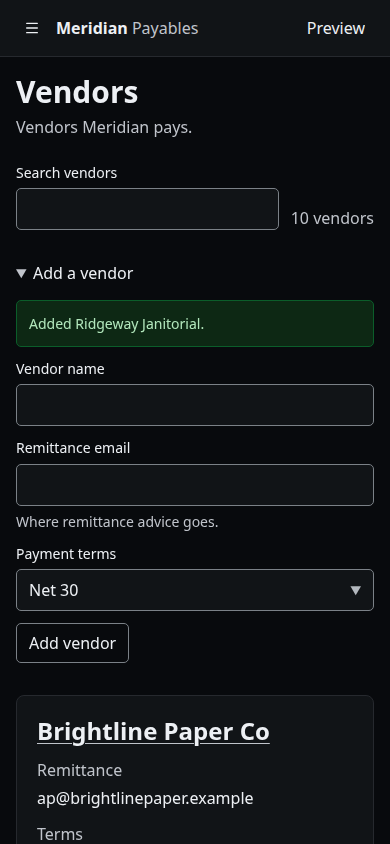 ☰ Meridian Payables Preview
Vendors
Vendors Meridian pays.
Search vendors
10 vendors
▼ Add a vendor
Added Ridgeway Janitorial.
Vendor name
Remittance email
Where remittance advice goes.
Payment terms
Net 30 ▼
Add vendor
Brightline Paper Co
Remittance
ap@brightlinepaper.example
Terms